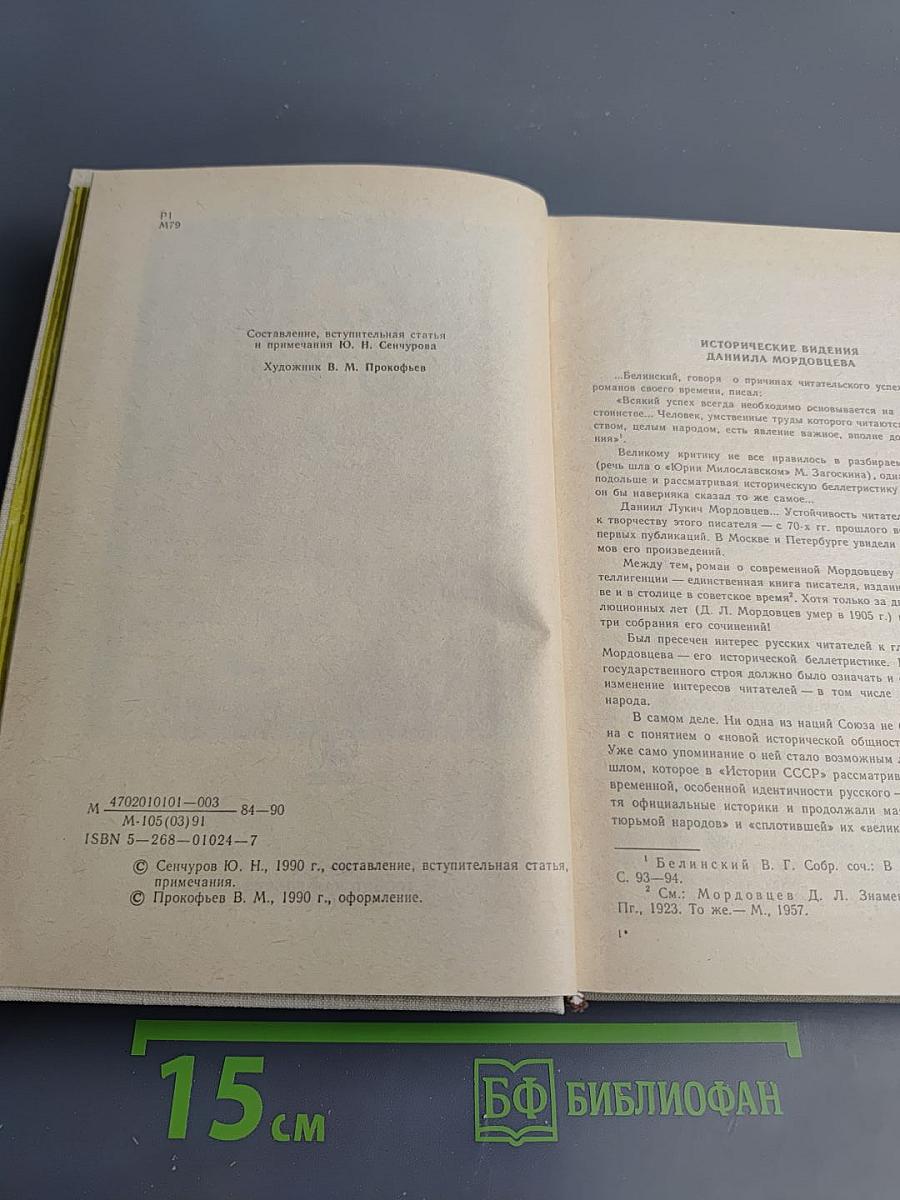 Р1
М79
Составление, вступительная статья
и примечания Ю. Н. Сенчурова
Художник В. М. Прокофьев
М 4702010101—003 84—90
М-105(03)91
ISBN 5—268—01024—7
© Сенчуров Ю. Н., 1990 г., составление, вступительная статья,
примечания.
© Прокофьев В. М., 1990 г., оформление.
ИСТОРИЧЕСКИЕ ВИДЕНИЯ
ДАНИИЛА МОРДОВЦЕВА
...Белинский, говоря о причинах читательского успех
романов своего времени, писал:
«Всякий успех всегда необходимо основывается на
стоинстве... Человек, умственные труды которого читаются
ством, целым народом, есть явление важное, вполне до
ния»¹.
Великому критику не все нравилось в разбирае
(речь шла о «Юрии Милославском» М. Загоскина), одна
подольше и рассматривая историческую беллетристику
он бы наверняка сказал то же самое...
Даниил Лукич Мордовцев... Устойчивость читател
к творчеству этого писателя — с 70-х гг. прошлого в
первых публикаций. В Москве и Петербурге увидели
мов его произведений.
Между тем, роман о современной Мордовцеву
теллигенции — единственная книга писателя, издан
ве и в столице в советское время². Хотя только за д
люционных лет (Д. Л. Мордовцев умер в 1905 г.)
три собрания его сочинений!
Был пресечен интерес русских читателей к гл
Мордовцева — его исторической беллетристике.
государственного строя должно было означать и
изменение интересов читателей — в том числе
народа.
В самом деле. Ни одна из наций Союза не
на с понятием о «новой исторической общност
Уже само упоминание о ней стало возможным
шлом, которое в «Истории СССР» рассматрив
временной, особенной идентичности русского —
тя официальные историки и продолжали ма
тюрьмой народов» и «сплотившей» их «велик
¹ Белинский В. Г. Собр. соч.: В
С. 93—94.
² См.: Мордовцев Д. Л. Знамен
Пг., 1923. То же.— М., 1957.
1*
15 см
БФ БИБЛИОФАН